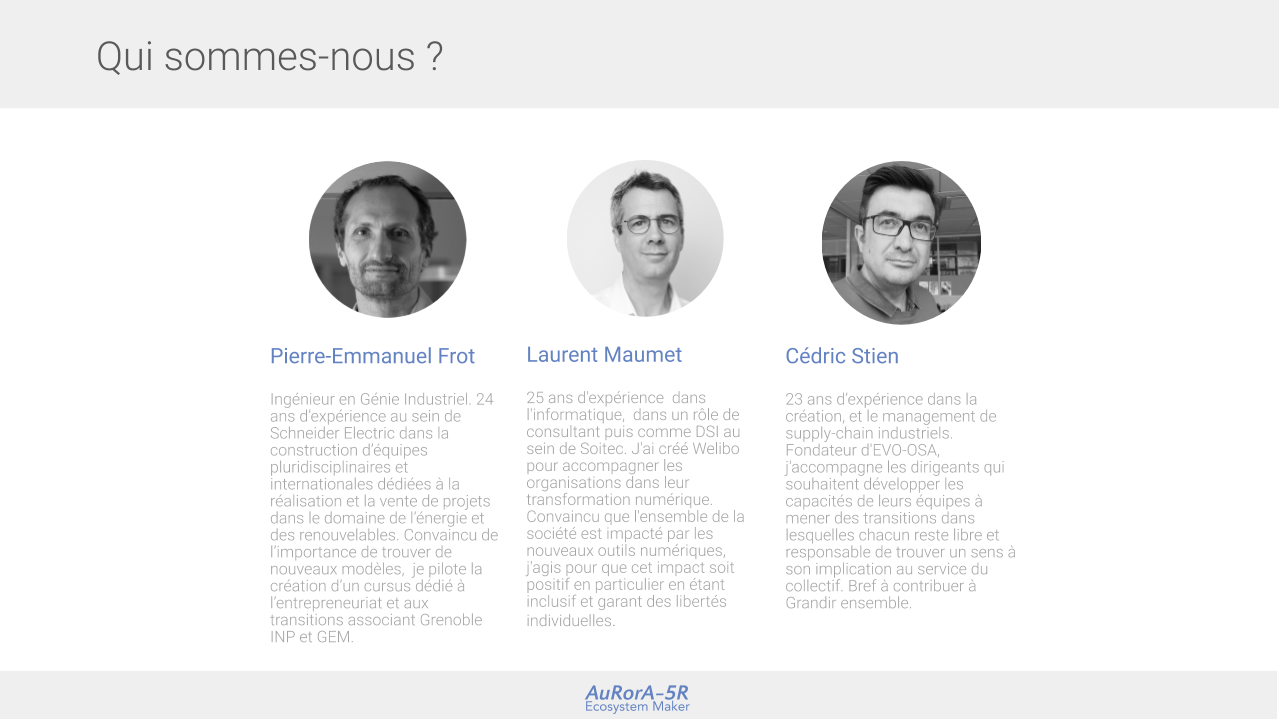 Qui sommes-nous ?
Pierre-Emmanuel Frot
Ingénieur en Génie Industriel. 24
ans d'expérience au sein de
Schneider Electric dans la
construction d'équipes
pluridisciplinaires et
internationales dédiées à la
réalisation et la vente de projets
dans le domaine de l'énergie et
des renouvelables. Convaincu de
l'importance de trouver de
nouveaux modèles,  je pilote la
création d'un cursus dédié à
l'entrepreneuriat et aux
transitions associant Grenoble
INP et GEM.
Laurent Maumet
25 ans d'expérience  dans
l'informatique,  dans un rôle de
consultant puis comme DSI au
sein de Soitec. J'ai créé Welibo
pour accompagner les
organisations dans leur
transformation numérique.
Convaincu que l'ensemble de la
société est impacté par les
nouveaux outils numériques,
j'agis pour que cet impact soit
positif en particulier en étant
inclusif et garant des libertés
individuelles.
Cédric Stien
23 ans d'expérience dans la
création, et le management de
supply-chain industriels.
Fondateur d'EVO-OSA,
j'accompagne les dirigeants qui
souhaîtent développer les
capacités de leurs équipes à
mener des transitions dans
lesquelles chacun reste libre et
responsable de trouver un sens à
son implication au service du
collectif. Bref à contribuer à
Grandir ensemble.
AuRorA-5R
Ecosystem Maker